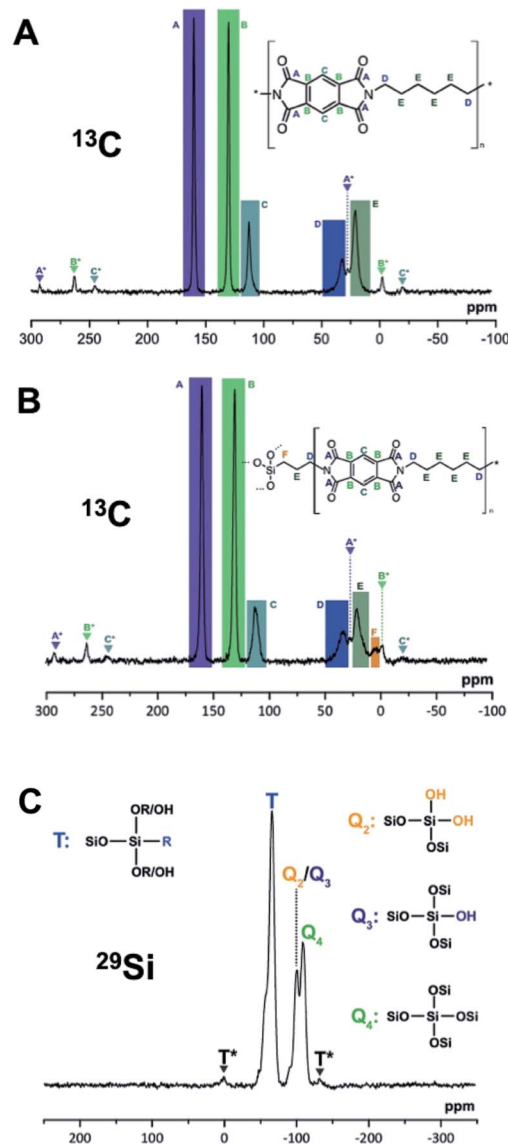 A
A B
A C A
O O
B B D E E
* N N *
B B E E D
A C A
O O n
13C
C A* E
D
A* B* C* B* C*
ppm
300 250 200 150 100 50 0 -50 -100
B
A B
O O F
Si
O E D
A C A
O O
B B D E E
N N *
B B E E D
A C A
O O n
13C
A* B*
C D E F
A* B* C* C*
ppm
300 250 200 150 100 50 0 -50 -100
C
T
T:
OR/OH
SiO Si R
OR/OH
Q2/Q3
Q4
29Si
T* T*
Q2:
OH
SiO Si OH
OSi
Q3:
OSi
SiO Si OH
OSi
Q4:
OSi
SiO Si OSi
OSi
ppm
200 100 0 -100 -200 -300